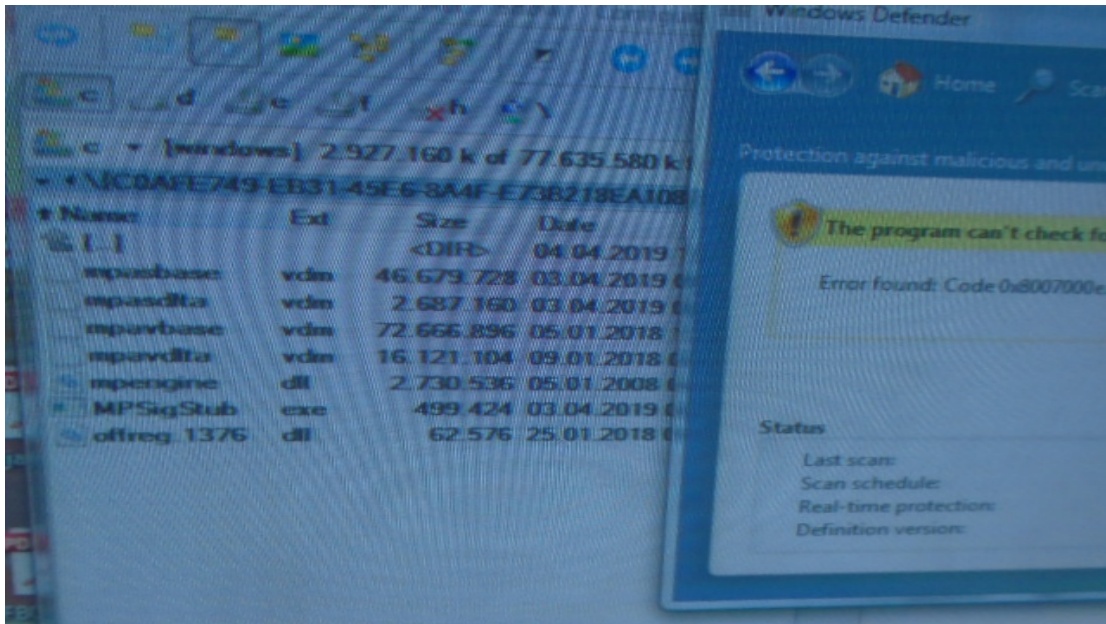 Windows Defender
Home
c d e f h \
c [windows] 2.927.160 k of 77.635.580 k
Protection against malicious and
Name Ext Size Date
[..] <DIR> 04.04.2019
mpasbase vdm 46.679.728 03.04.2019
mpasdlta vdm 2.687.160 03.04.2019
mpavbase vdm 72.666.896 05.01.2018
mpavdlta vdm 16.121.104 09.01.2018
mpengine dll 2.730.536 05.01.2008
MPSigStub exe 499.424 03.04.2019
offreg.1376 dll 62.576 25.01.2018
The program can't check fo
Error found: Code 0x8007000e
Status
Last scan:
Scan schedule:
Real-time protection:
Definition version: